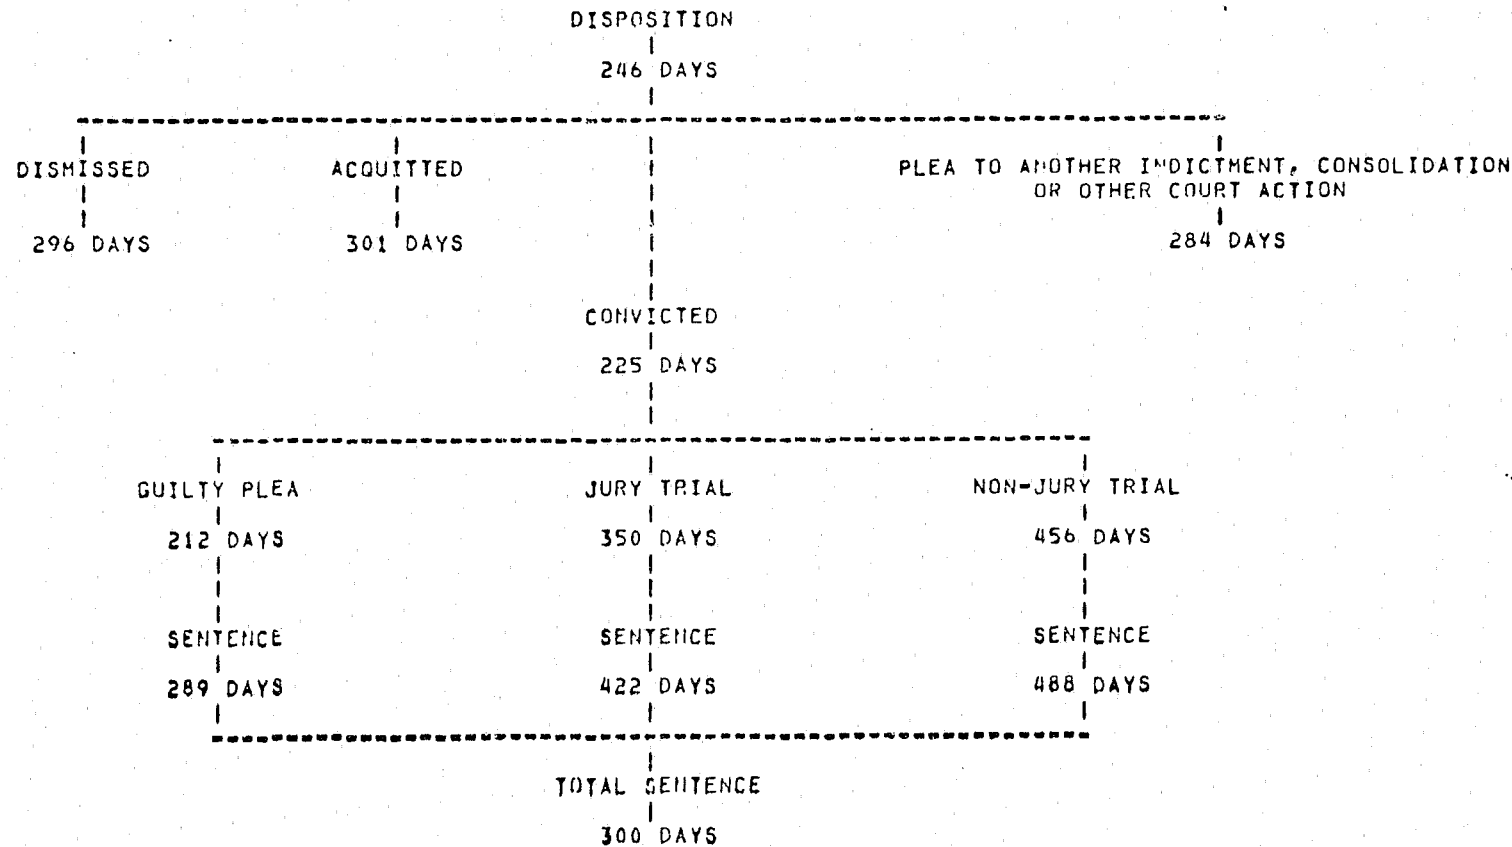 DISPOSITION
246 DAYS
DISMISSED ACQUITTED PLEA TO ANOTHER INDICTMENT, CONSOLIDATION
OR OTHER COURT ACTION
296 DAYS 301 DAYS 284 DAYS
CONVICTED
225 DAYS
GUILTY PLEA JURY TRIAL NON-JURY TRIAL
212 DAYS 350 DAYS 456 DAYS
SENTENCE SENTENCE SENTENCE
289 DAYS 422 DAYS 488 DAYS
TOTAL SENTENCE
300 DAYS